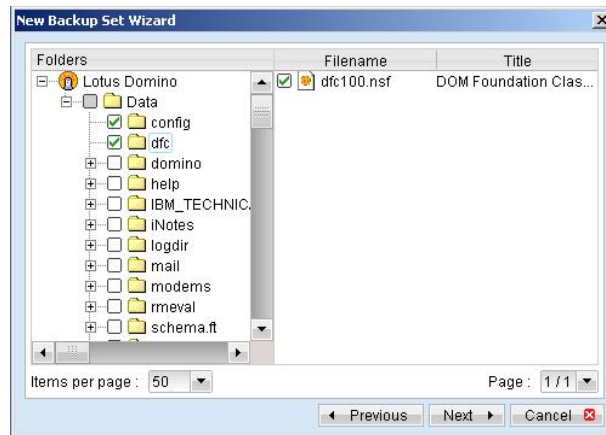 New Backup Set Wizard
Folders Filename Title
Lotus Domino dfc100.nsf DOM Foundation Clas...
Data
config
dfc
domino
help
IBM_TECHNIC.
iNotes
logdir
mail
modems
rmeval
schema.ft
Items per page : 50 Page : 1 / 1
Previous Next Cancel